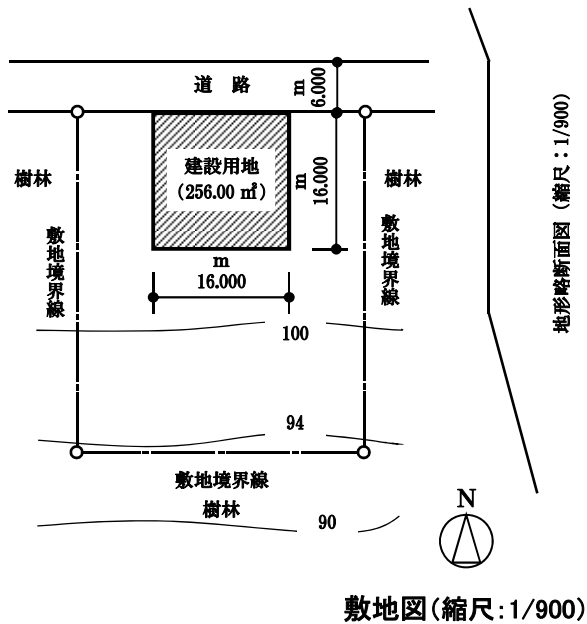 道 路
6.000
m
建設用地
(256.00 ㎡)
16.000
m
樹林
樹林
敷地境界線
敷地境界線
m
16.000
100
94
敷地境界線
樹林
90
N
地形略断面図(縮尺:1/900)
敷地図(縮尺:1/900)